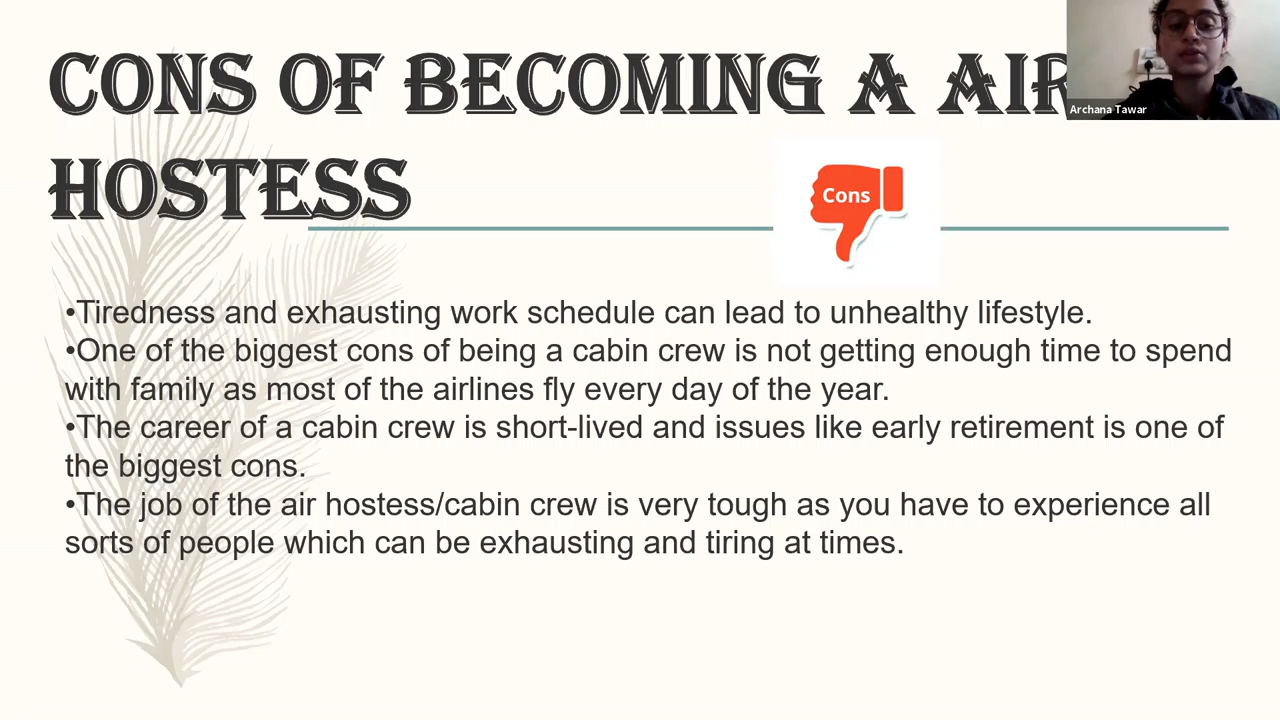 CONS OF BECOMING A AIR
HOSTESS
Archana Tawar
Cons
•Tiredness and exhausting work schedule can lead to unhealthy lifestyle.
•One of the biggest cons of being a cabin crew is not getting enough time to spend
with family as most of the airlines fly every day of the year.
•The career of a cabin crew is short-lived and issues like early retirement is one of
the biggest cons.
•The job of the air hostess/cabin crew is very tough as you have to experience all
sorts of people which can be exhausting and tiring at times.